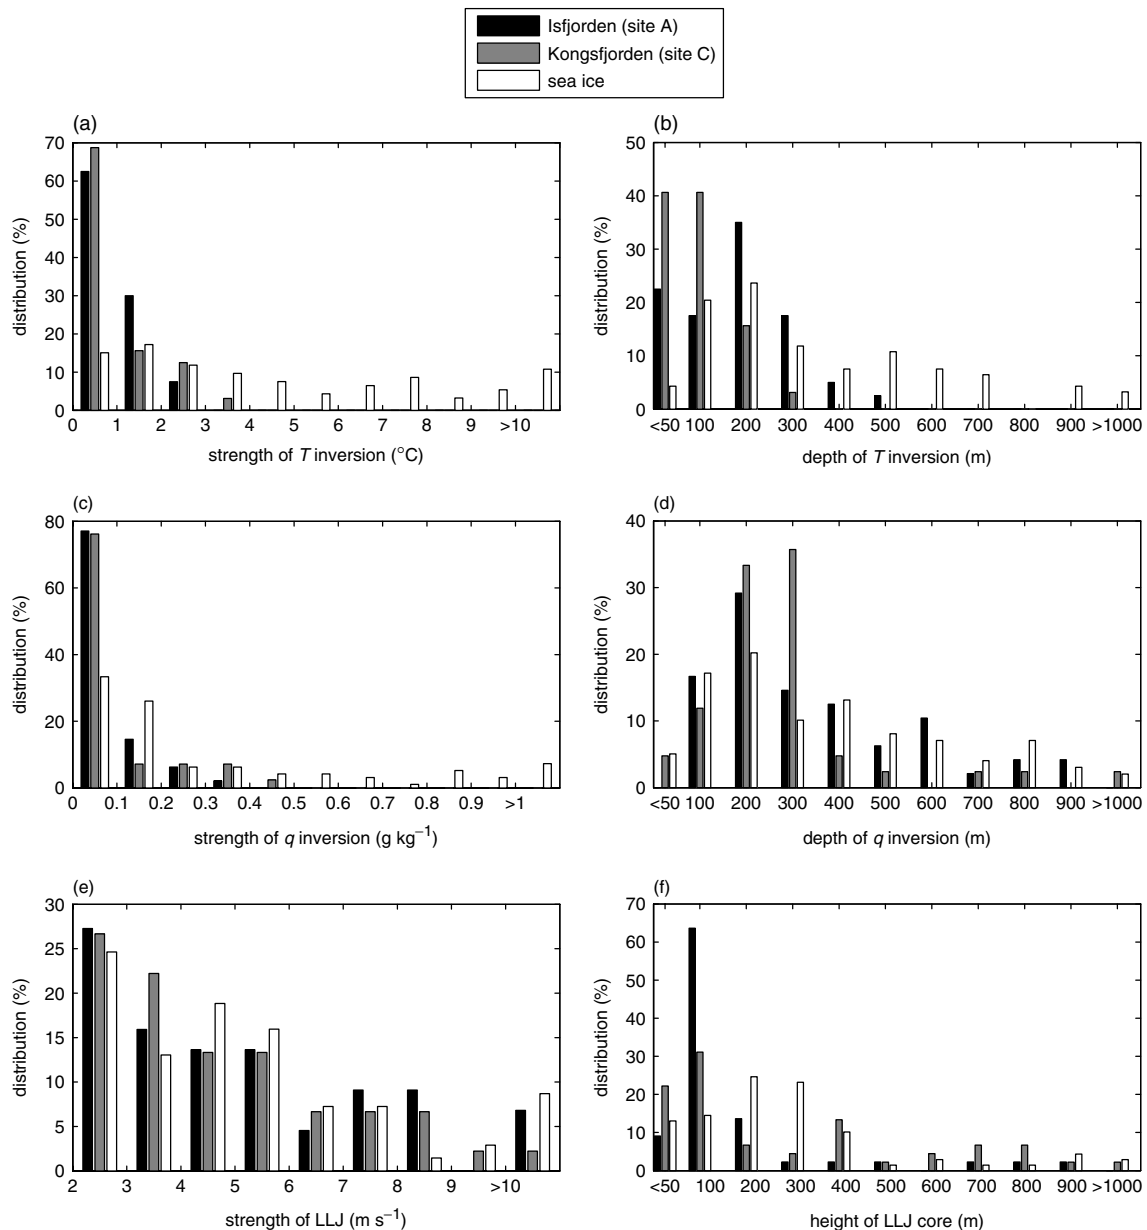 Isfjorden (site A)
Kongsfjorden (site C)
sea ice
(a)
70
60
50
40
30
20
10
0
distribution (%)
0 1 2 3 4 5 6 7 8 9 >10
strength of T inversion (°C)
(b)
50
40
30
20
10
0
distribution (%)
<50 100 200 300 400 500 600 700 800 900 >1000
depth of T inversion (m)
(c)
80
60
40
20
0
distribution (%)
0 0.1 0.2 0.3 0.4 0.5 0.6 0.7 0.8 0.9 >1
strength of q inversion (g kg⁻¹)
(d)
40
30
20
10
0
distribution (%)
<50 100 200 300 400 500 600 700 800 900 >1000
depth of q inversion (m)
(e)
30
25
20
15
10
5
0
distribution (%)
2 3 4 5 6 7 8 9 >10
strength of LLJ (m s⁻¹)
(f)
70
60
50
40
30
20
10
0
distribution (%)
<50 100 200 300 400 500 600 700 800 900 >1000
height of LLJ core (m)